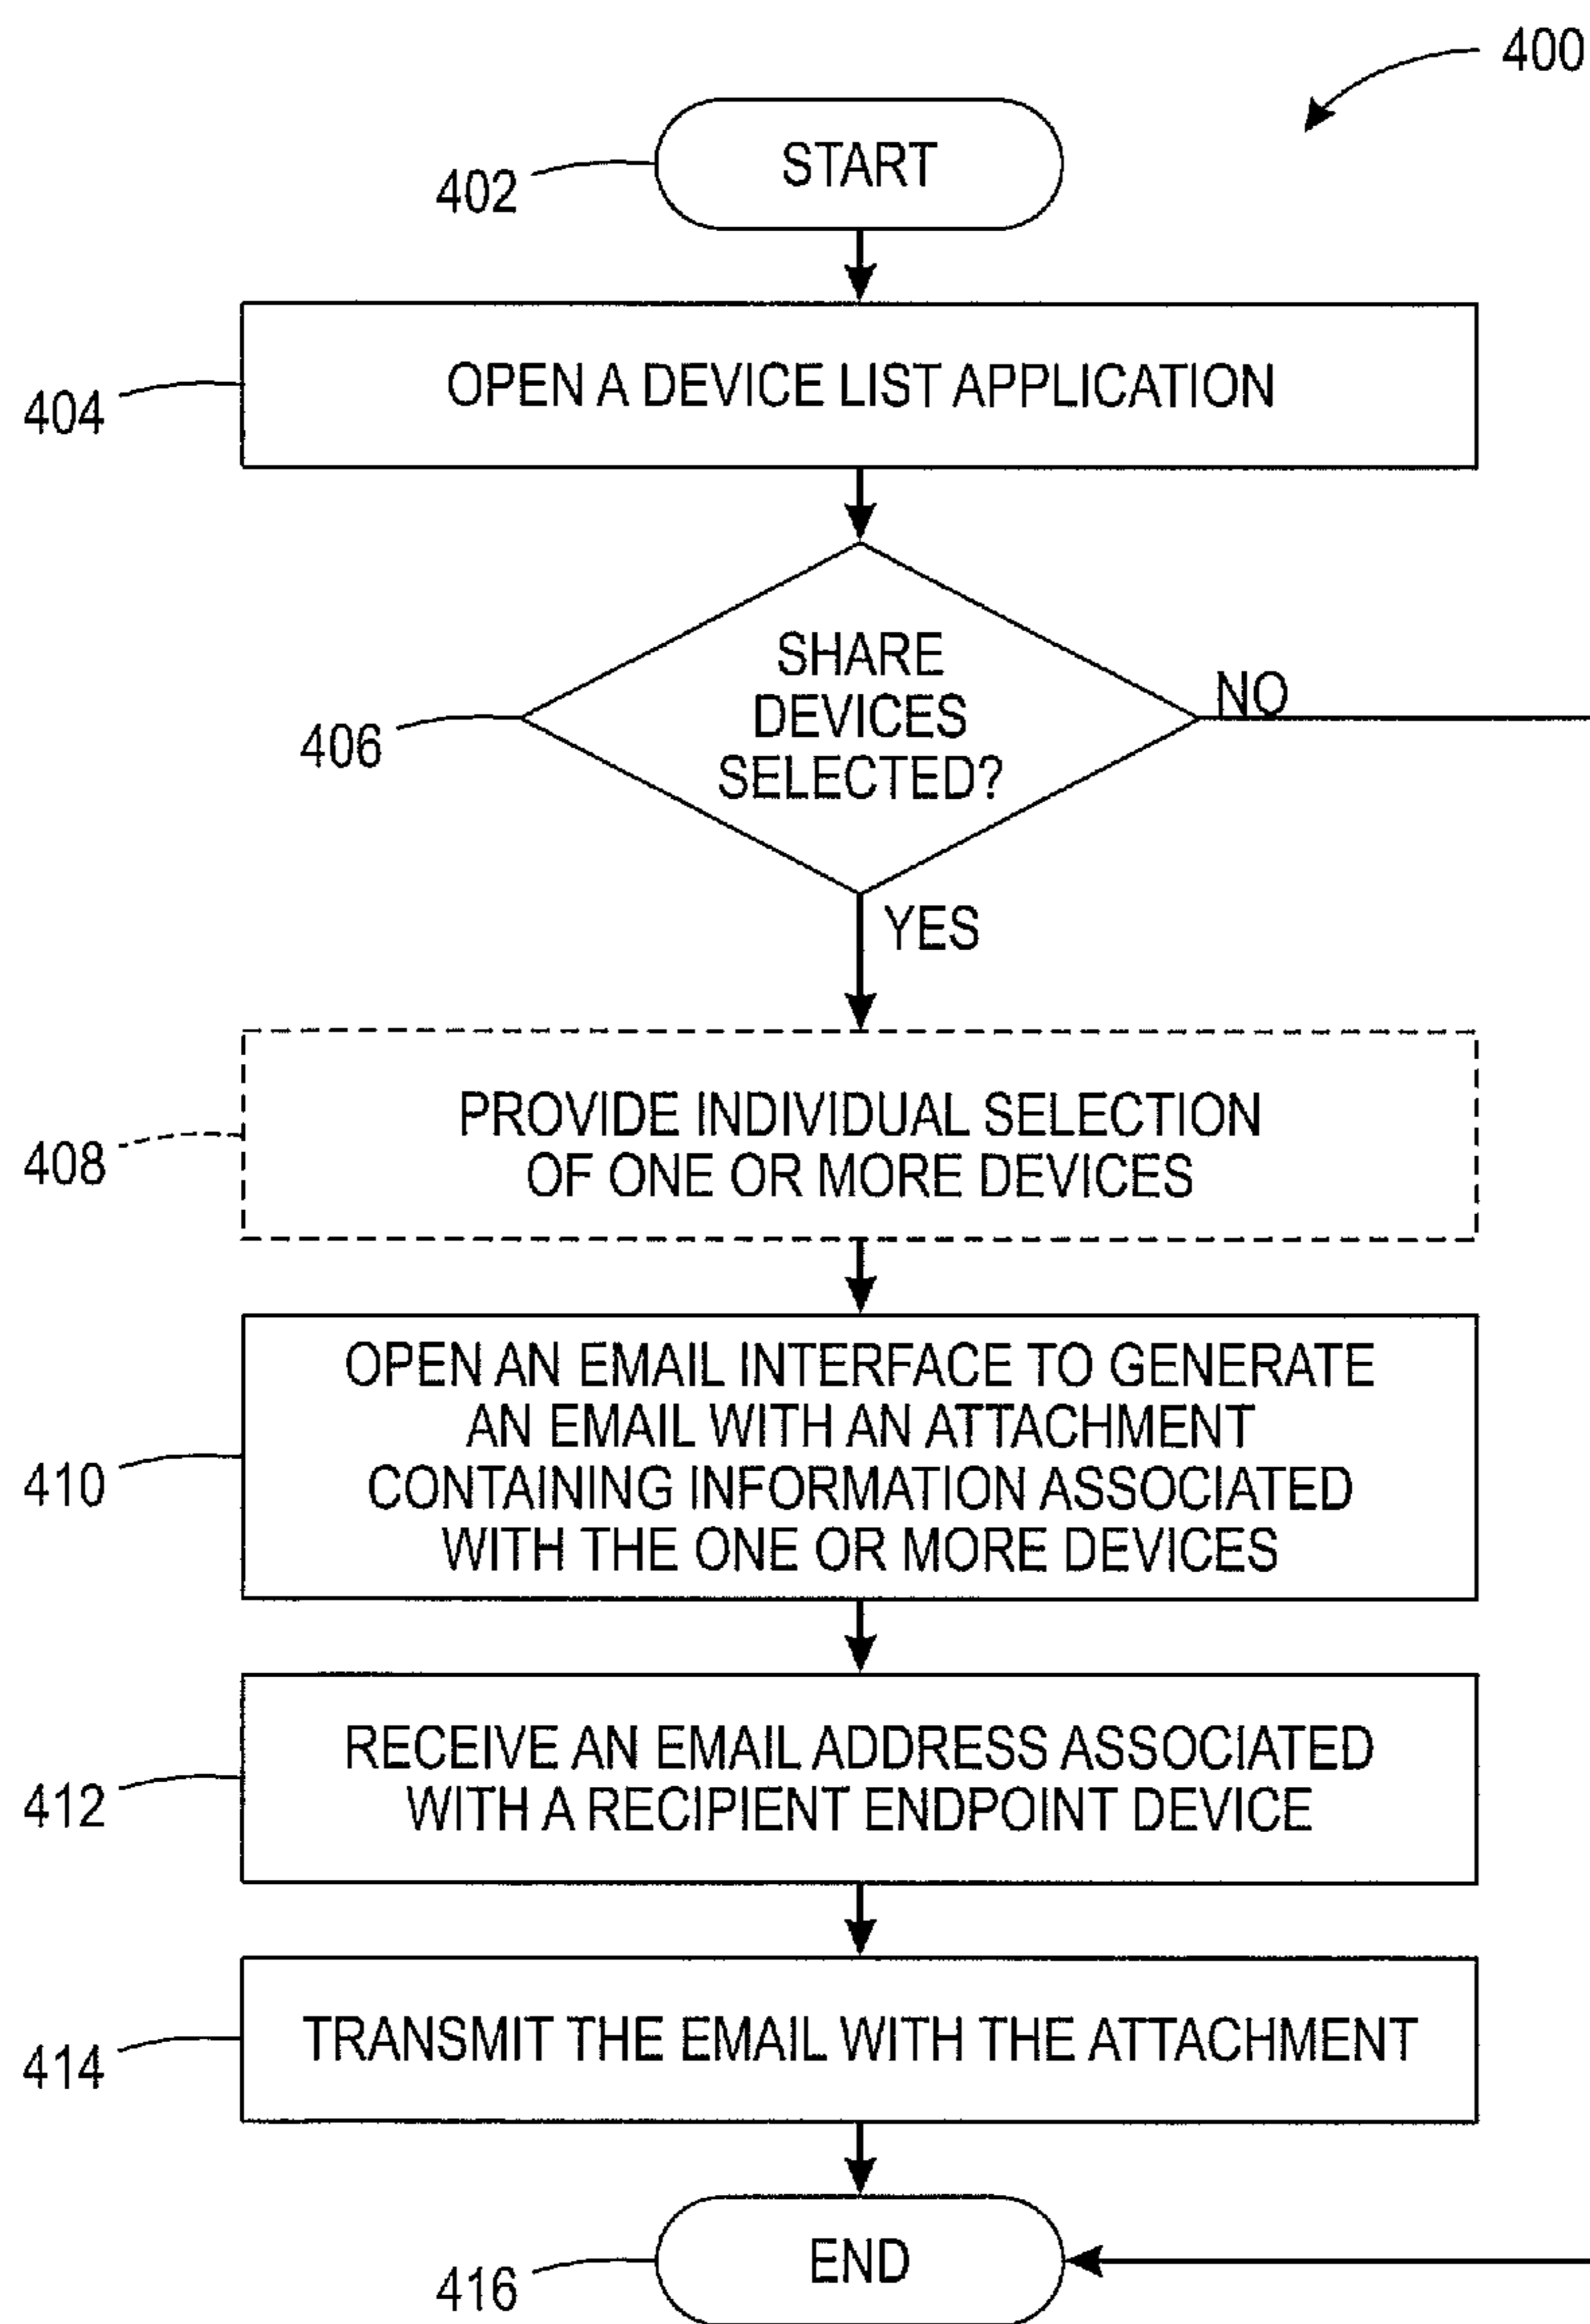 400
START
402
OPEN A DEVICE LIST APPLICATION
404
SHARE
DEVICES
SELECTED?
NO
406
YES
PROVIDE INDIVIDUAL SELECTION
OF ONE OR MORE DEVICES
408
OPEN AN EMAIL INTERFACE TO GENERATE
AN EMAIL WITH AN ATTACHMENT
CONTAINING INFORMATION ASSOCIATED
WITH THE ONE OR MORE DEVICES
410
RECEIVE AN EMAIL ADDRESS ASSOCIATED
WITH A RECIPIENT ENDPOINT DEVICE
412
TRANSMIT THE EMAIL WITH THE ATTACHMENT
414
END
416